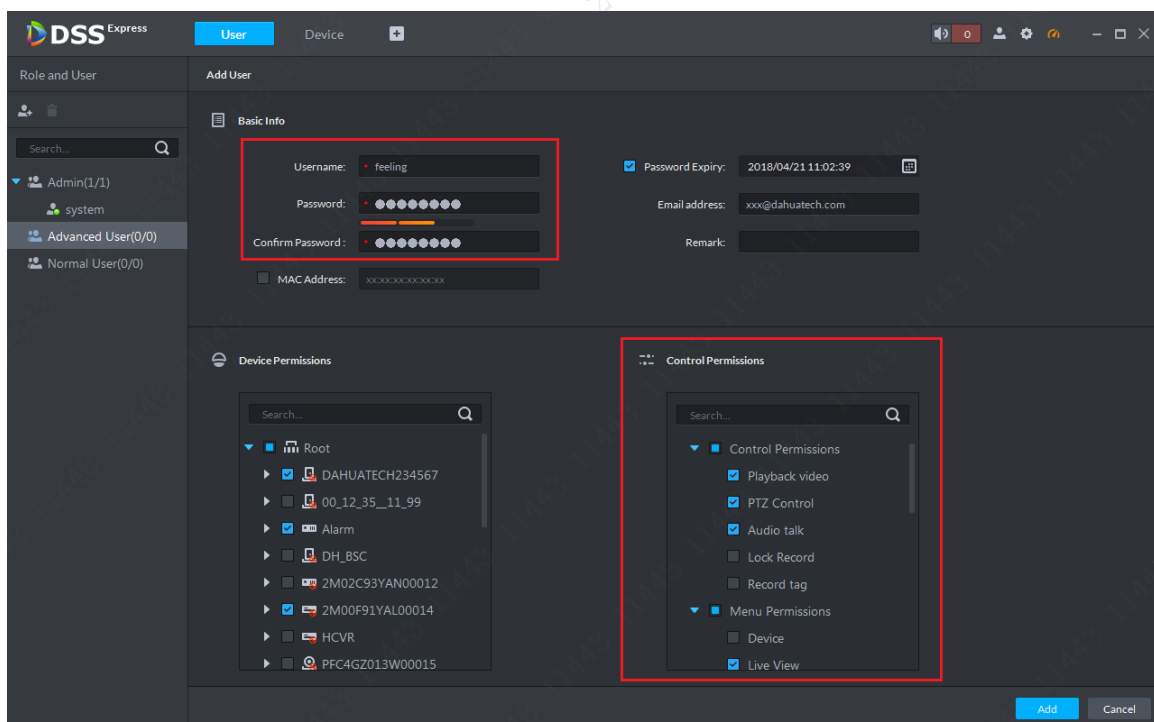 DSS Express
User Device 0
Role and User
Add User
Search...
Admin(1/1)
system
Advanced User(0/0)
Normal User(0/0)
Basic Info
Username: * feeling
Password: * ●●●●●●●●
Confirm Password : * ●●●●●●●●
MAC Address: xx:xx:xx:xx:xx:xx
Password Expiry: 2018/04/21 11:02:39
Email address: xxx@dahuatech.com
Remark:
Device Permissions
Search...
Root
DAHUATECH234567
00_12_35__11_99
Alarm
DH_BSC
2M02C93YAN00012
2M00F91YAL00014
HCVR
PFC4GZ013W00015
Control Permissions
Search...
Control Permissions
Playback video
PTZ Control
Audio talk
Lock Record
Record tag
Menu Permissions
Device
Live View
Add Cancel